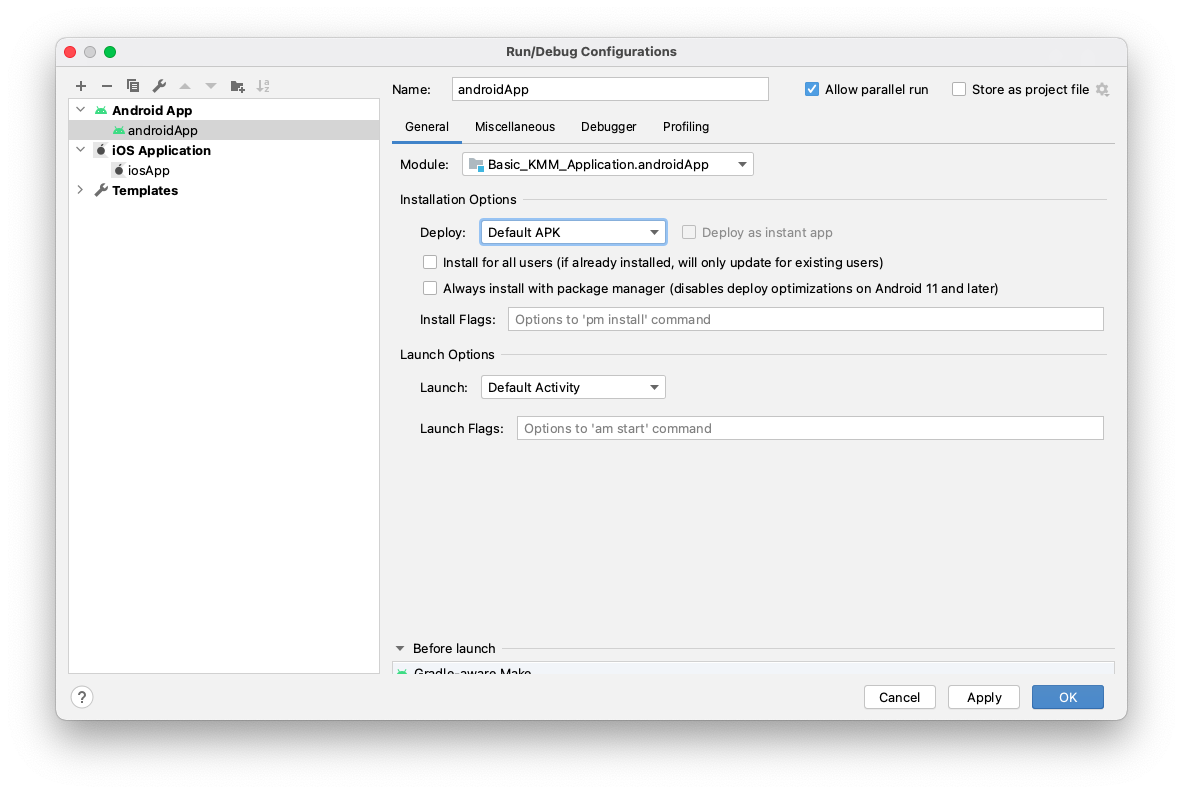 Run/Debug Configurations
Android App
androidApp
iOS Application
iosApp
Templates
Name: androidApp
Allow parallel run
Store as project file
General Miscellaneous Debugger Profiling
Module: Basic_KMM_Application.androidApp
Installation Options
Deploy: Default APK
Deploy as instant app
Install for all users (if already installed, will only update for existing users)
Always install with package manager (disables deploy optimizations on Android 11 and later)
Install Flags: Options to 'pm install' command
Launch Options
Launch: Default Activity
Launch Flags: Options to 'am start' command
Before launch
Gradle-aware Make
? Cancel Apply OK